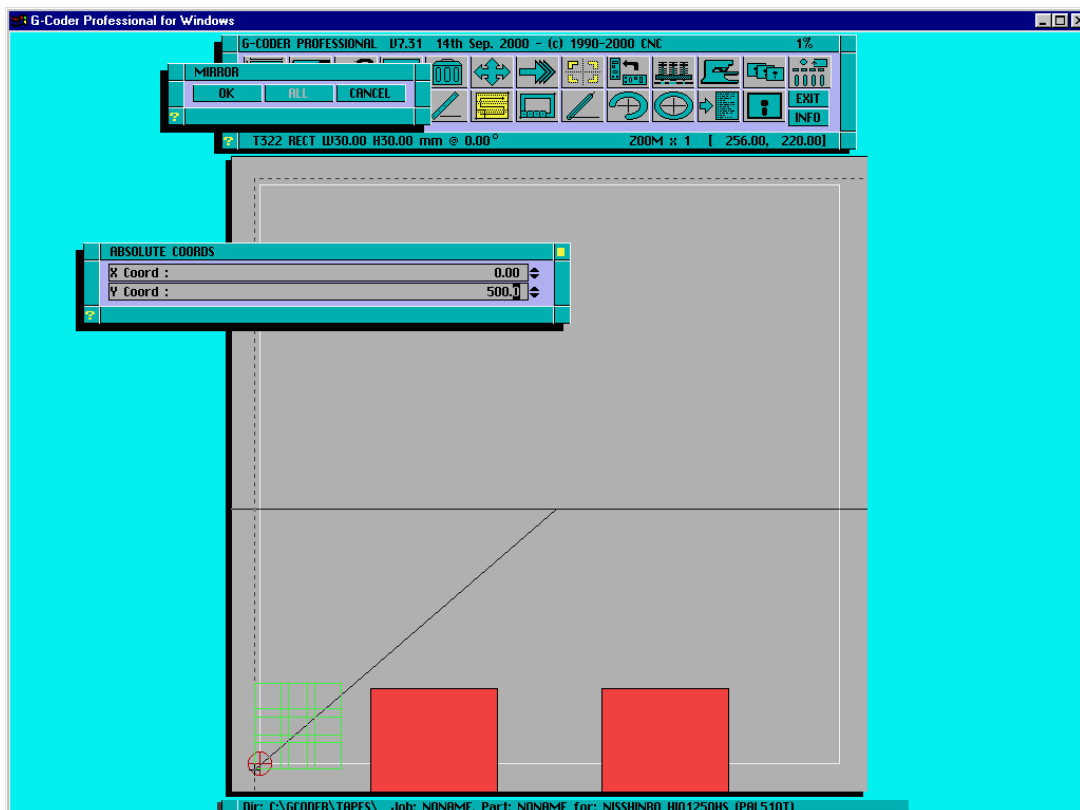 G-Coder Professional for Windows
G-CODER PROFESSIONAL V7.31 14th Sep. 2000 - (c) 1990-2000 CNC 1%
MIRROR
OK ALL CANCEL
?
EXIT
INFO
? T322 RECT W30.00 H30.00 mm @ 0.00° ZOOM x 1 [ 256.00, 220.00]
ABSOLUTE COORDS
X Coord : 0.00
Y Coord : 500.0
?
Dir: C:\GCODER\TAPES\ Job: NONAME Part: NONAME for: NISSHINBO HIQ1250HS (PAL510T)